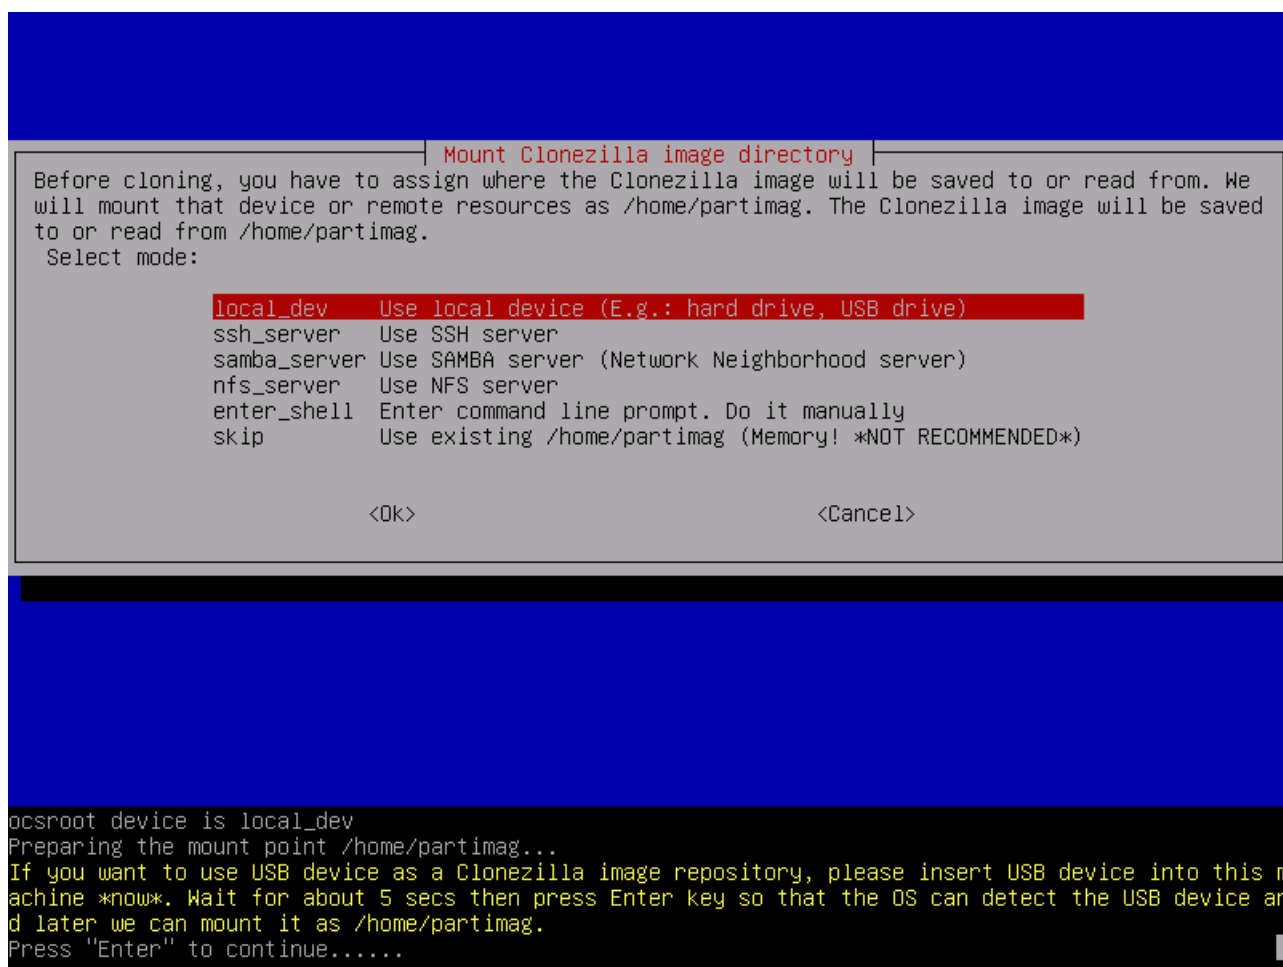 Mount Clonezilla image directory
Before cloning, you have to assign where the Clonezilla image will be saved to or read from. We
will mount that device or remote resources as /home/partimag. The Clonezilla image will be saved
to or read from /home/partimag.
Select mode:
local_dev Use local device (E.g.: hard drive, USB drive)
ssh_server Use SSH server
samba_server Use SAMBA server (Network Neighborhood server)
nfs_server Use NFS server
enter_shell Enter command line prompt. Do it manually
skip Use existing /home/partimag (Memory! *NOT RECOMMENDED*)
<Ok> <Cancel>
ocsroot device is local_dev
Preparing the mount point /home/partimag...
If you want to use USB device as a Clonezilla image repository, please insert USB device into this m
achine *now*. Wait for about 5 secs then press Enter key so that the OS can detect the USB device an
d later we can mount it as /home/partimag.
Press "Enter" to continue......